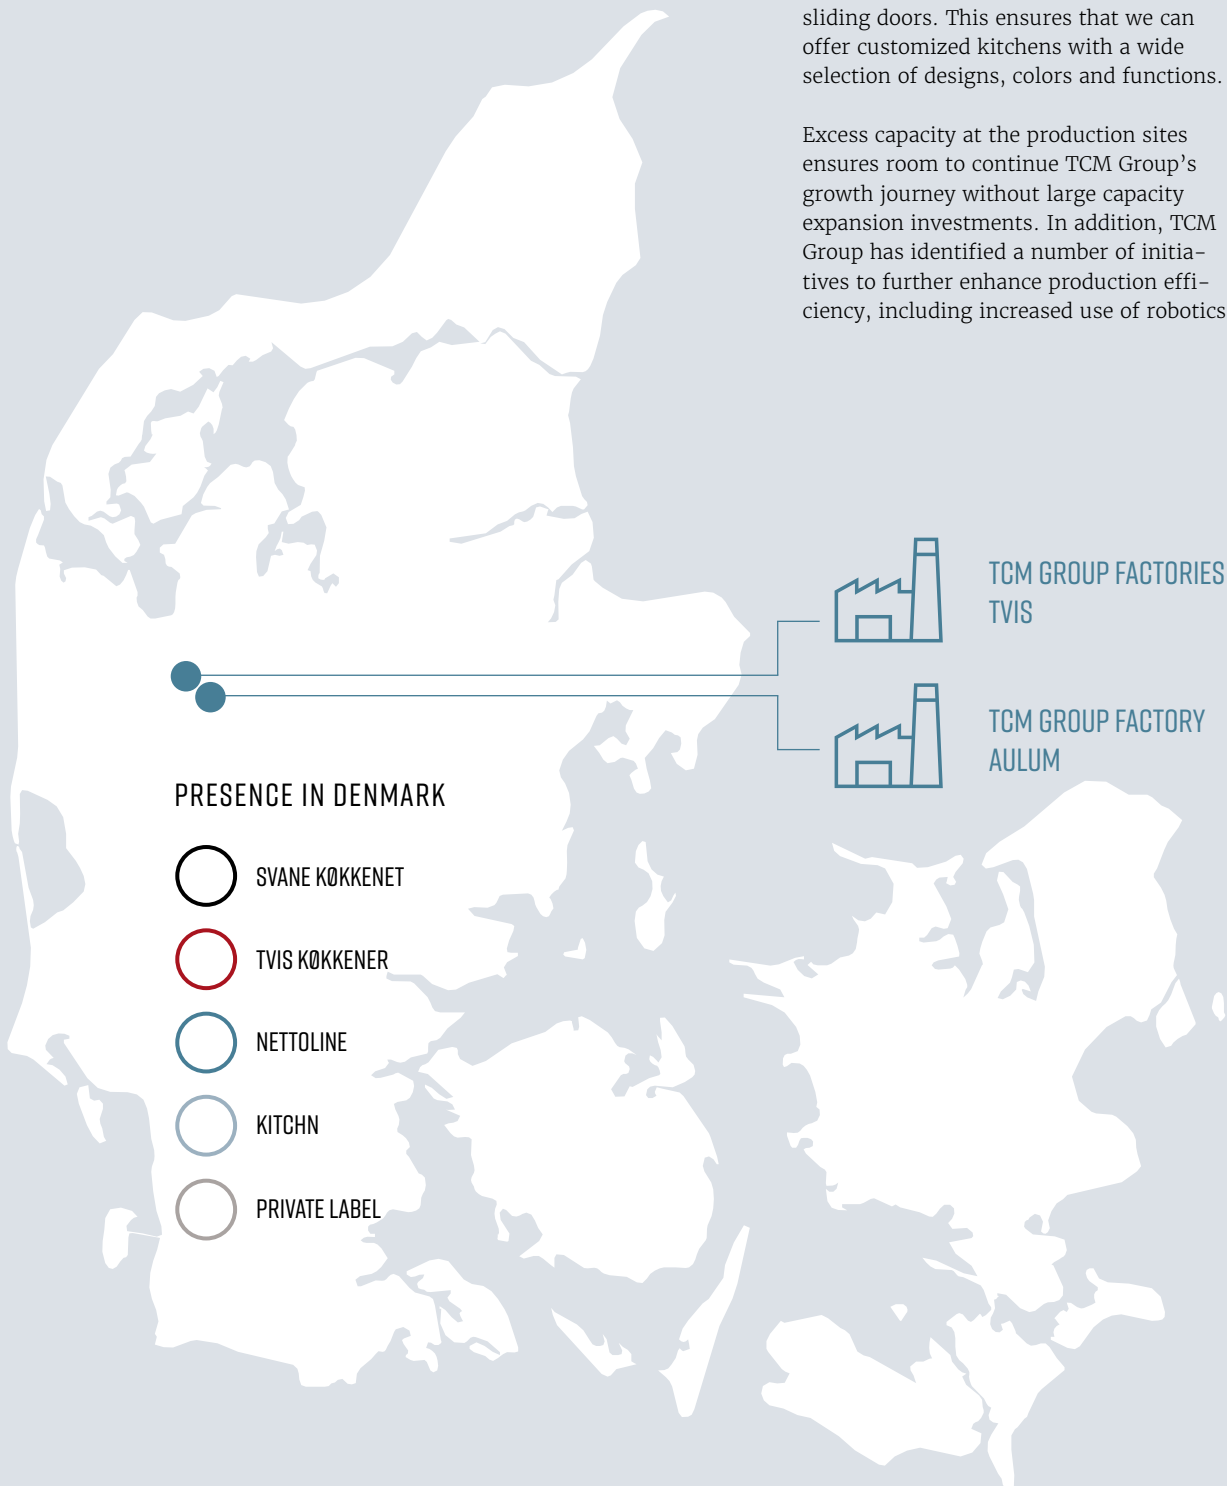 sliding doors. This ensures that we can
offer customized kitchens with a wide
selection of designs, colors and functions.
Excess capacity at the production sites
ensures room to continue TCM Group’s
growth journey without large capacity
expansion investments. In addition, TCM
Group has identified a number of initia-
tives to further enhance production effi-
ciency, including increased use of robotics
TCM GROUP FACTORIES
TVIS
TCM GROUP FACTORY
AULUM
PRESENCE IN DENMARK
SVANE KØKKENET
TVIS KØKKENER
NETTOLINE
KITCHN
PRIVATE LABEL